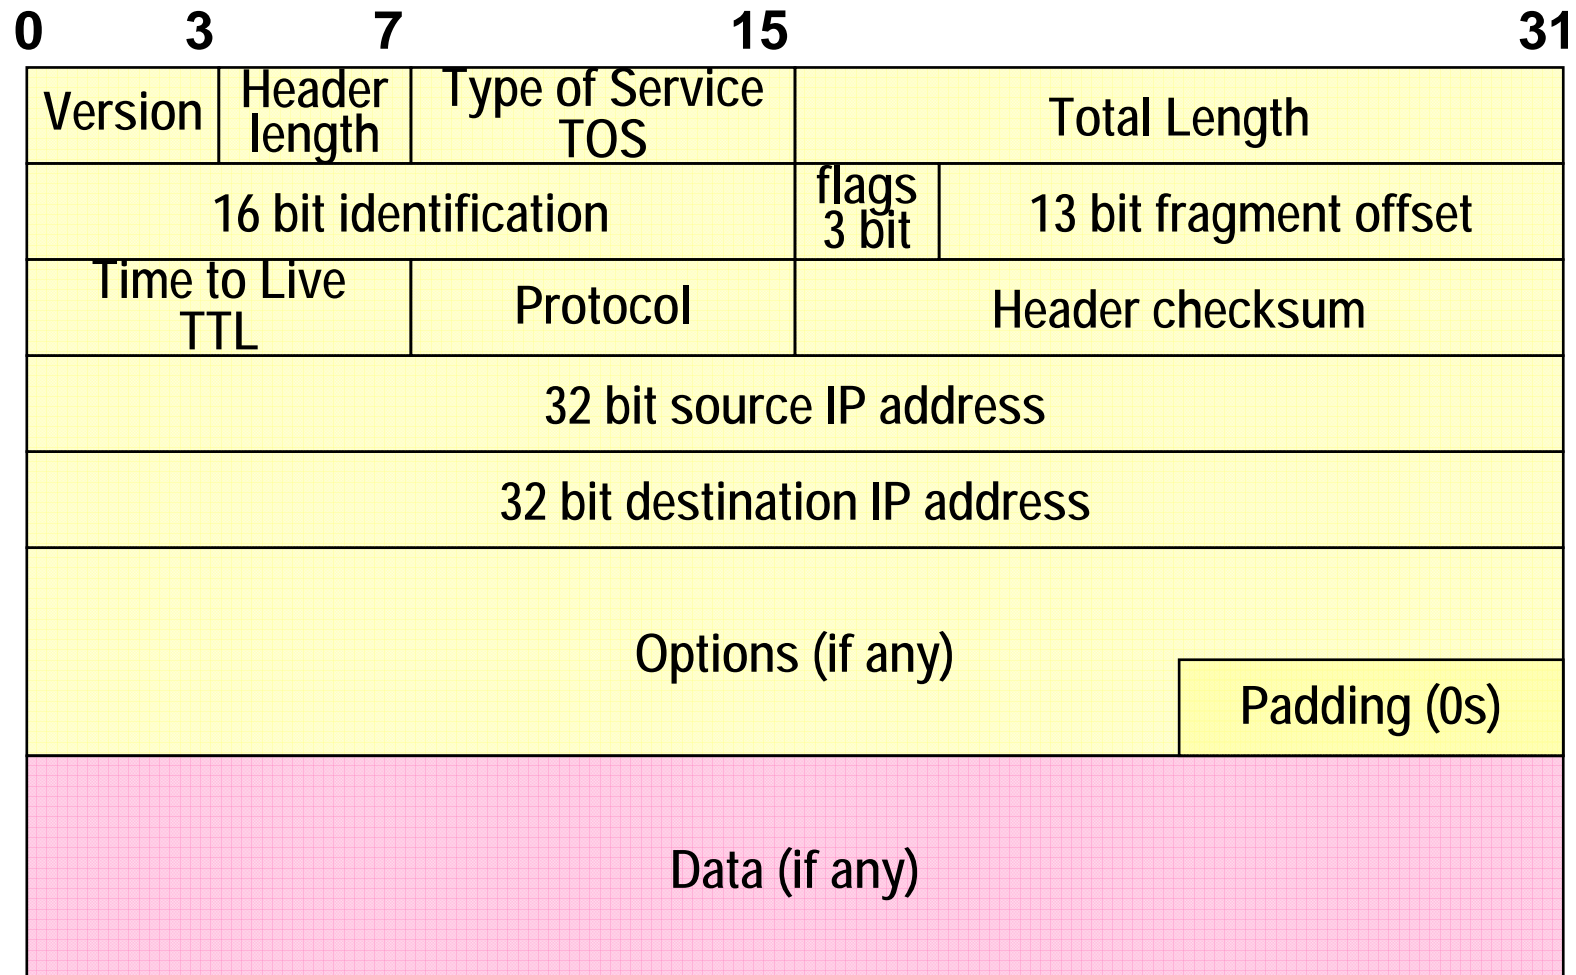 0 3 7 15 31
Version
Header
length
Type of Service
TOS
Total Length
16 bit identification
flags
3 bit
13 bit fragment offset
Time to Live
TTL
Protocol
Header checksum
32 bit source IP address
32 bit destination IP address
Options (if any)
Padding (0s)
Data (if any)